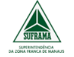 SUFRAMA
SUPERINTENDÊNCIA
DA ZONA FRANCA DE MANAUS